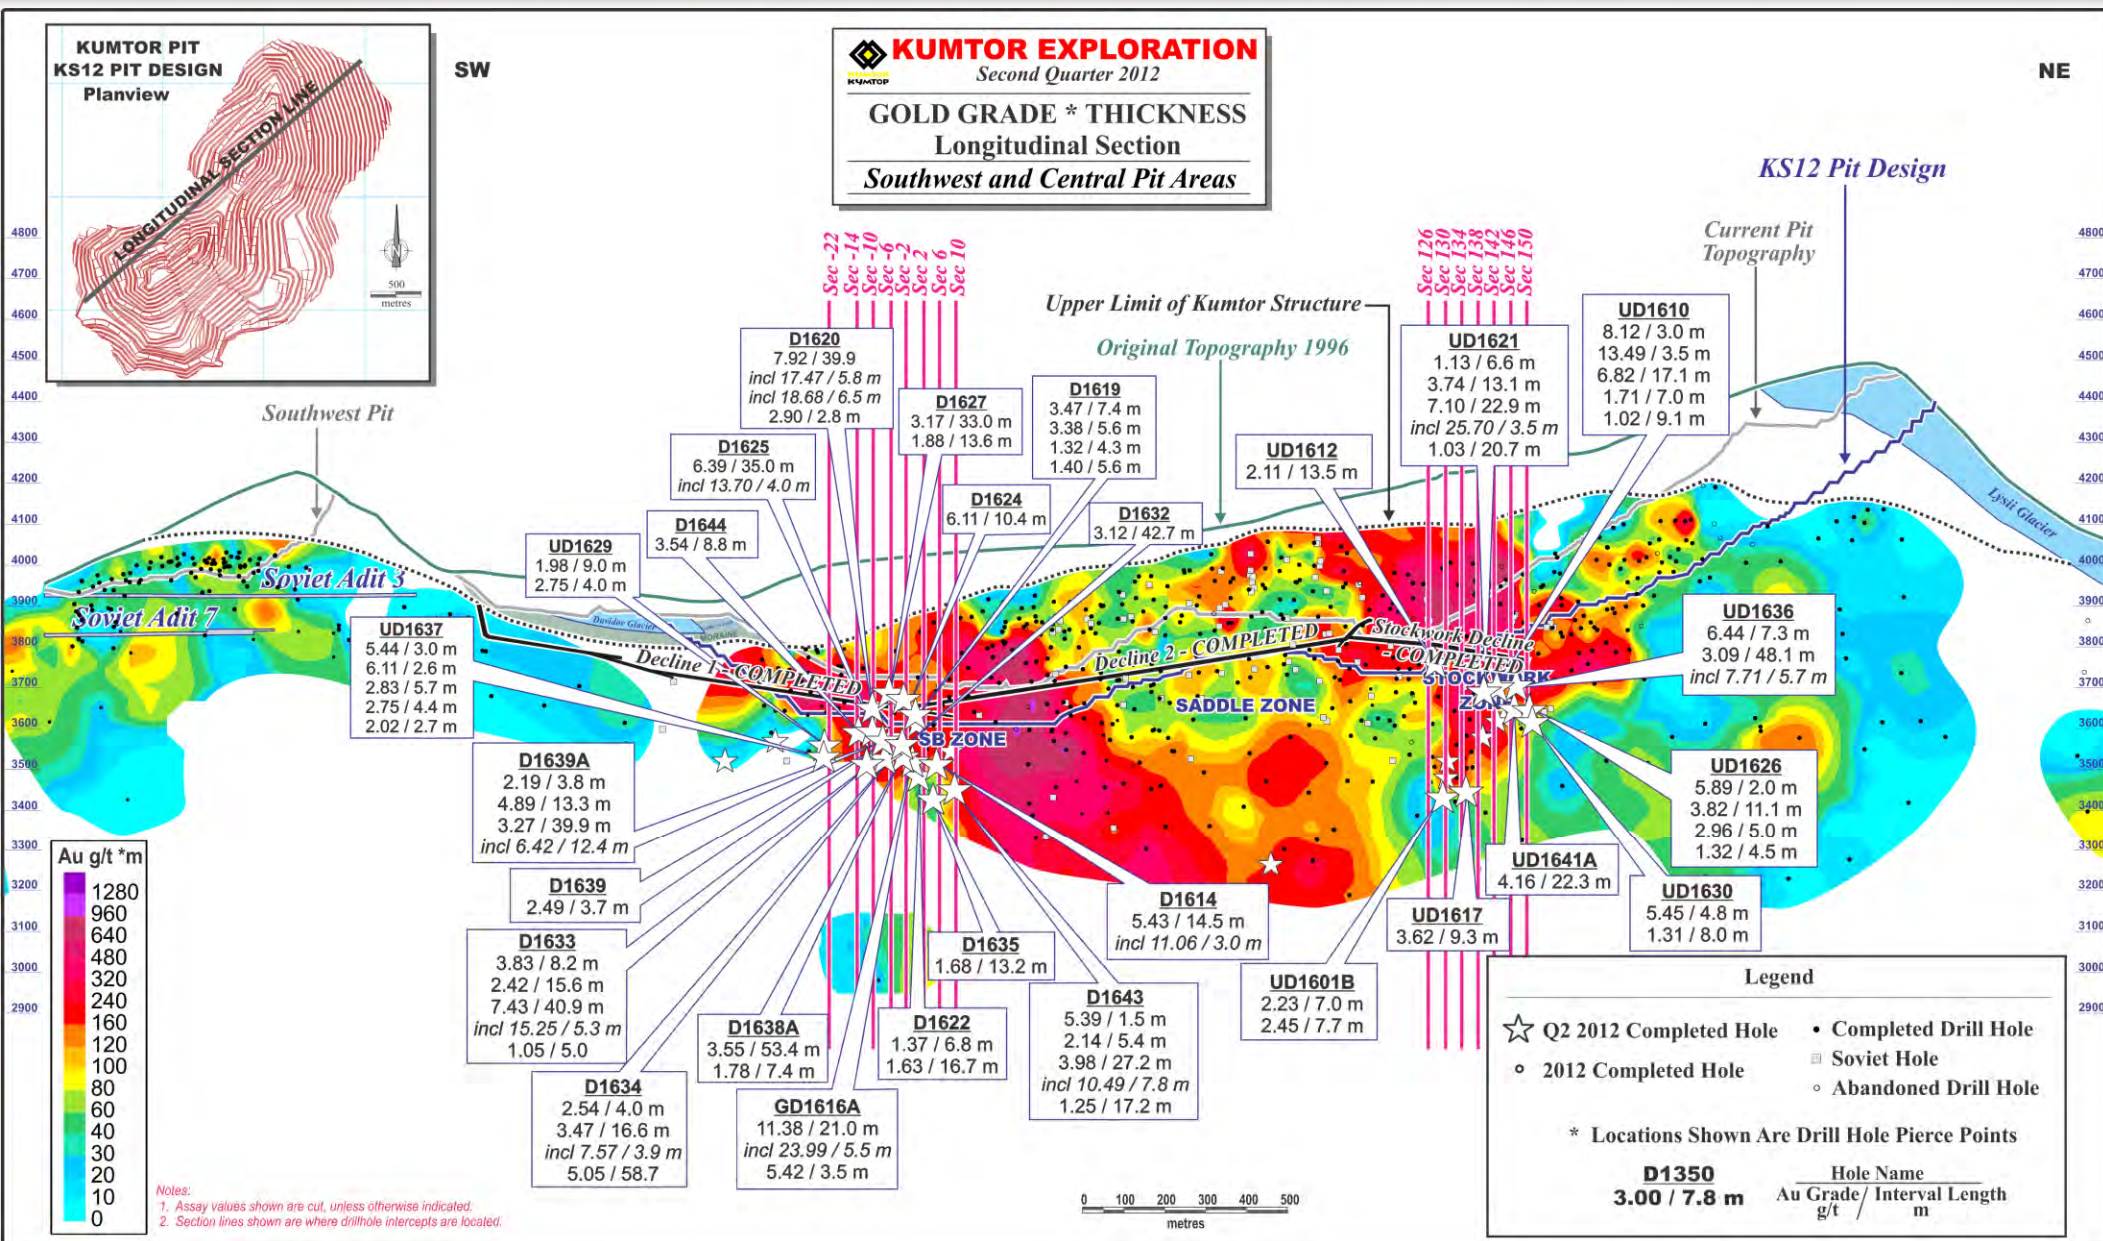 KUMTOR PIT
KS12 PIT DESIGN
Planview
LONGITUDINAL SECTION LINE
500
metres
SW
KUMTOR
КУМТОР
KUMTOR EXPLORATION
Second Quarter 2012
GOLD GRADE * THICKNESS
Longitudinal Section
Southwest and Central Pit Areas
NE
KS12 Pit Design
Current Pit
Topography
Upper Limit of Kumtor Structure
Original Topography 1996
Southwest Pit
4800
4700
4600
4500
4400
4300
4200
4100
4000
3900
3800
3700
3600
3500
3400
3300
3200
3100
3000
2900
Sec -22
Sec -14
Sec -10
Sec -6
Sec -2
Sec 2
Sec 6
Sec 10
Sec 126
Sec 130
Sec 134
Sec 138
Sec 142
Sec 146
Sec 150
4800
4700
4600
4500
4400
4300
4200
4100
4000
3900
3800
3700
3600
3500
3400
3300
3200
3100
3000
2900
D1620
7.92 / 39.9
incl 17.47 / 5.8 m
incl 18.68 / 6.5 m
2.90 / 2.8 m
D1627
3.17 / 33.0 m
1.88 / 13.6 m
D1619
3.47 / 7.4 m
3.38 / 5.6 m
1.32 / 4.3 m
1.40 / 5.6 m
UD1621
1.13 / 6.6 m
3.74 / 13.1 m
7.10 / 22.9 m
incl 25.70 / 3.5 m
1.03 / 20.7 m
UD1610
8.12 / 3.0 m
13.49 / 3.5 m
6.82 / 17.1 m
1.71 / 7.0 m
1.02 / 9.1 m
D1625
6.39 / 35.0 m
incl 13.70 / 4.0 m
UD1612
2.11 / 13.5 m
D1624
6.11 / 10.4 m
D1632
3.12 / 42.7 m
D1644
3.54 / 8.8 m
UD1629
1.98 / 9.0 m
2.75 / 4.0 m
Lysii Glacier
Soviet Adit 3
Soviet Adit 7
Davidov Glacier
MORAINE
Decline 1 - COMPLETED
Decline 2 - COMPLETED
Stockwork Decline
- COMPLETED
STOCKWORK
ZONE
SADDLE ZONE
SB ZONE
UD1637
5.44 / 3.0 m
6.11 / 2.6 m
2.83 / 5.7 m
2.75 / 4.4 m
2.02 / 2.7 m
UD1636
6.44 / 7.3 m
3.09 / 48.1 m
incl 7.71 / 5.7 m
D1639A
2.19 / 3.8 m
4.89 / 13.3 m
3.27 / 39.9 m
incl 6.42 / 12.4 m
UD1626
5.89 / 2.0 m
3.82 / 11.1 m
2.96 / 5.0 m
1.32 / 4.5 m
D1639
2.49 / 3.7 m
UD1641A
4.16 / 22.3 m
UD1630
5.45 / 4.8 m
1.31 / 8.0 m
D1614
5.43 / 14.5 m
incl 11.06 / 3.0 m
UD1617
3.62 / 9.3 m
D1633
3.83 / 8.2 m
2.42 / 15.6 m
7.43 / 40.9 m
incl 15.25 / 5.3 m
1.05 / 5.0
D1635
1.68 / 13.2 m
UD1601B
2.23 / 7.0 m
2.45 / 7.7 m
D1643
5.39 / 1.5 m
2.14 / 5.4 m
3.98 / 27.2 m
incl 10.49 / 7.8 m
1.25 / 17.2 m
D1638A
3.55 / 53.4 m
1.78 / 7.4 m
D1622
1.37 / 6.8 m
1.63 / 16.7 m
D1634
2.54 / 4.0 m
3.47 / 16.6 m
incl 7.57 / 3.9 m
5.05 / 58.7
GD1616A
11.38 / 21.0 m
incl 23.99 / 5.5 m
5.42 / 3.5 m
Au g/t *m
1280
960
640
480
320
240
160
120
100
80
60
40
30
20
10
0
Notes:
1. Assay values shown are cut, unless otherwise indicated.
2. Section lines shown are where drillhole intercepts are located.
0 100 200 300 400 500
metres
Legend
Q2 2012 Completed Hole
2012 Completed Hole
Completed Drill Hole
Soviet Hole
Abandoned Drill Hole
* Locations Shown Are Drill Hole Pierce Points
D1350
3.00 / 7.8 m
Hole Name
Au Grade / Interval Length
g/t / m